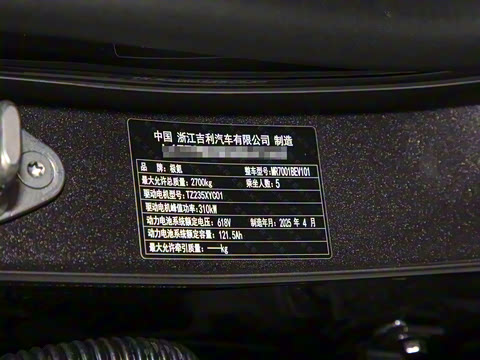 中国 浙江吉利汽车有限公司 制造
品 牌：极氪 整车型号：MR7001BEV101
最大允许总质量：2700kg 乘坐人数：5
驱动电机型号：TZ235XYC01
驱动电机峰值功率：310kW
动力电池系统额定电压：618V 制造年月：2025 年 4 月
动力电池系统额定容量：121.5Ah
最大允许牵引质量：—kg